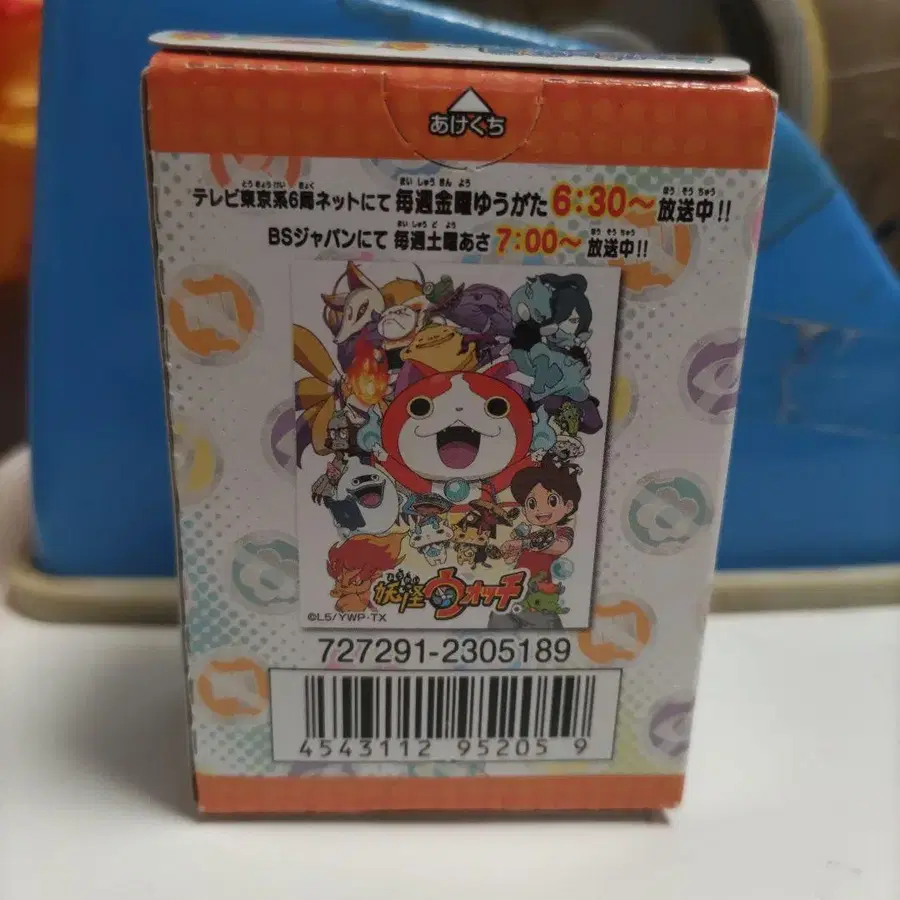 あけくち
テレビ東京系6局ネットにて 毎週金曜ゆうがた 6:30〜 放送中!!
BSジャパンにて 毎週土曜あさ 7:00〜 放送中!!
妖怪ウォッチ
©L5/YWP・TX
727291-2305189
4543112 95205 9